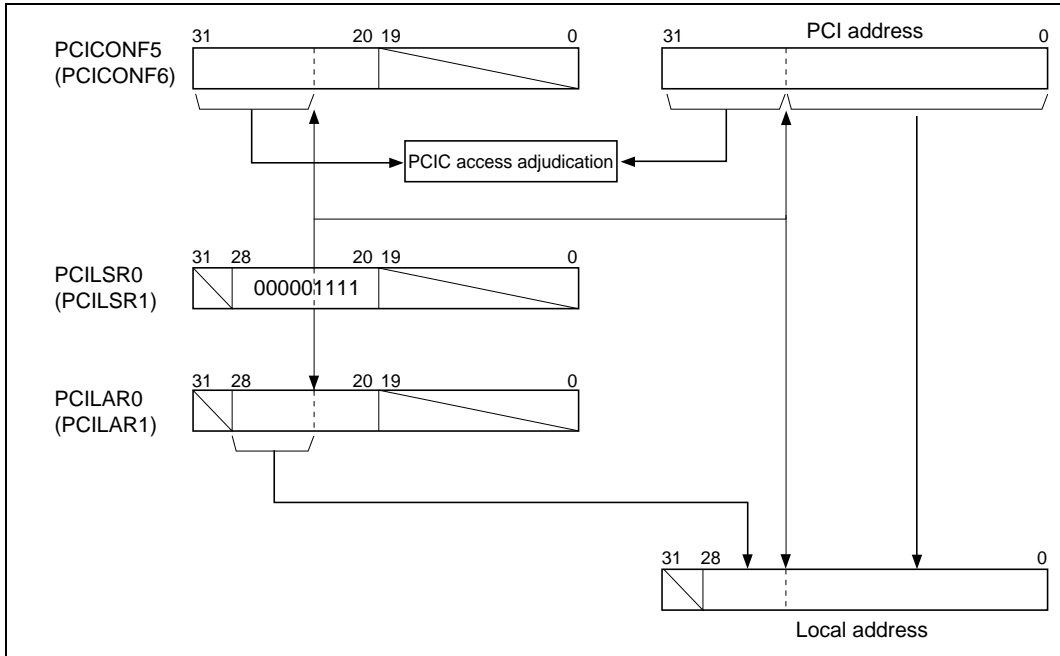 PCICONF5
(PCICONF6)
31 20 19 0
PCI address
31 0
PCIC access adjudication
PCILSR0
(PCILSR1)
31 28 20 19 0
000001111
PCILAR0
(PCILAR1)
31 28 20 19 0
31 28 0
Local address